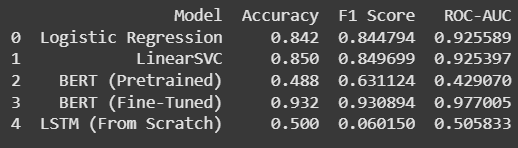 Model Accuracy F1 Score ROC-AUC
0 Logistic Regression 0.842 0.844794 0.925589
1 LinearSVC 0.850 0.849699 0.925397
2 BERT (Pretrained) 0.488 0.631124 0.429070
3 BERT (Fine-Tuned) 0.932 0.930894 0.977005
4 LSTM (From Scratch) 0.500 0.060150 0.505833